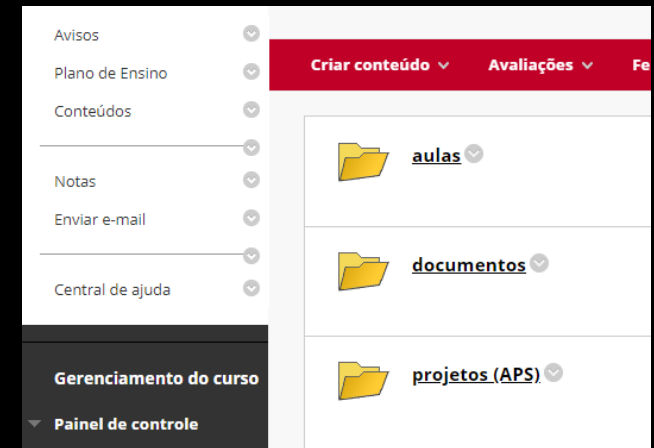 Avisos
Plano de Ensino
Conteúdos
Notas
Enviar e-mail
Central de ajuda
Gerenciamento do curso
Painel de controle
Criar conteúdo Avaliações Fe
aulas
documentos
projetos (APS)